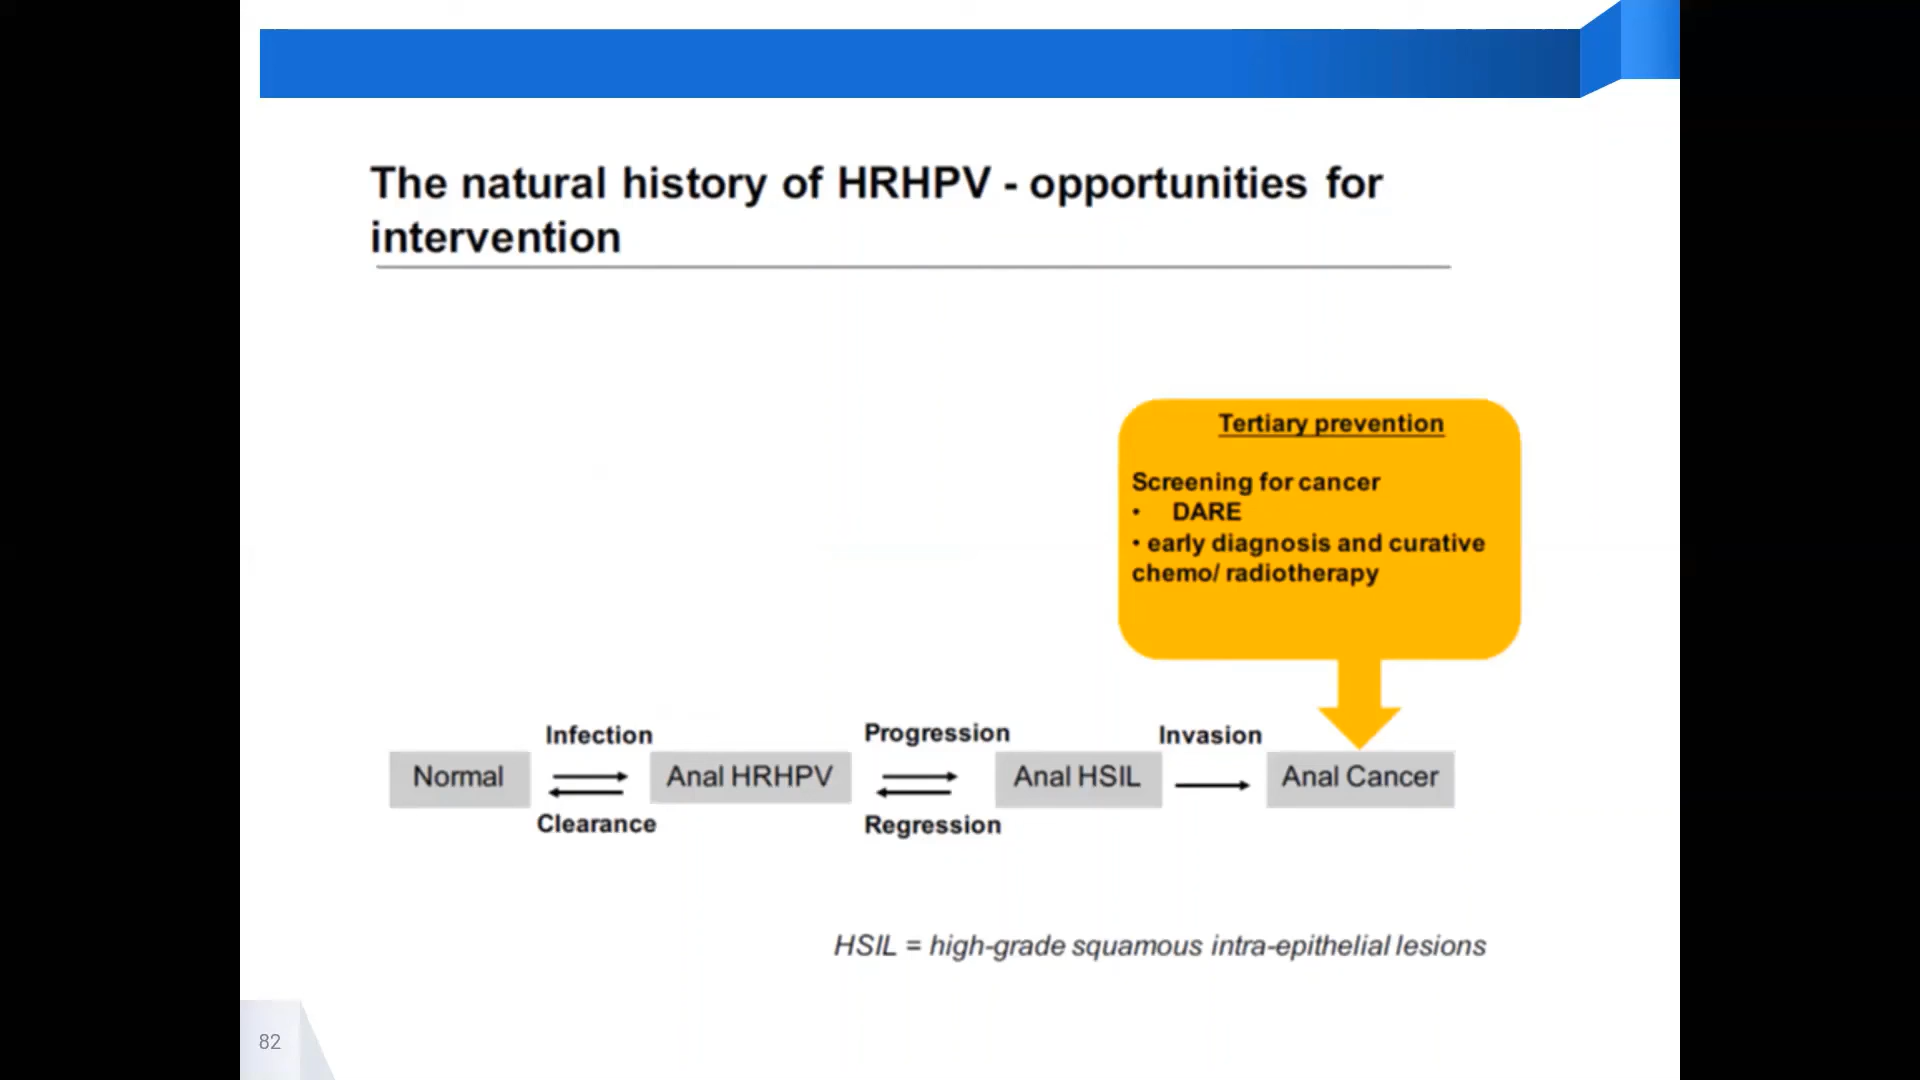 The natural history of HRHPV - opportunities for
intervention
Tertiary prevention
Screening for cancer
• DARE
• early diagnosis and curative
chemo/ radiotherapy
Infection
Progression
Invasion
Normal
Anal HRHPV
Anal HSIL
Anal Cancer
Clearance
Regression
HSIL = high-grade squamous intra-epithelial lesions
82